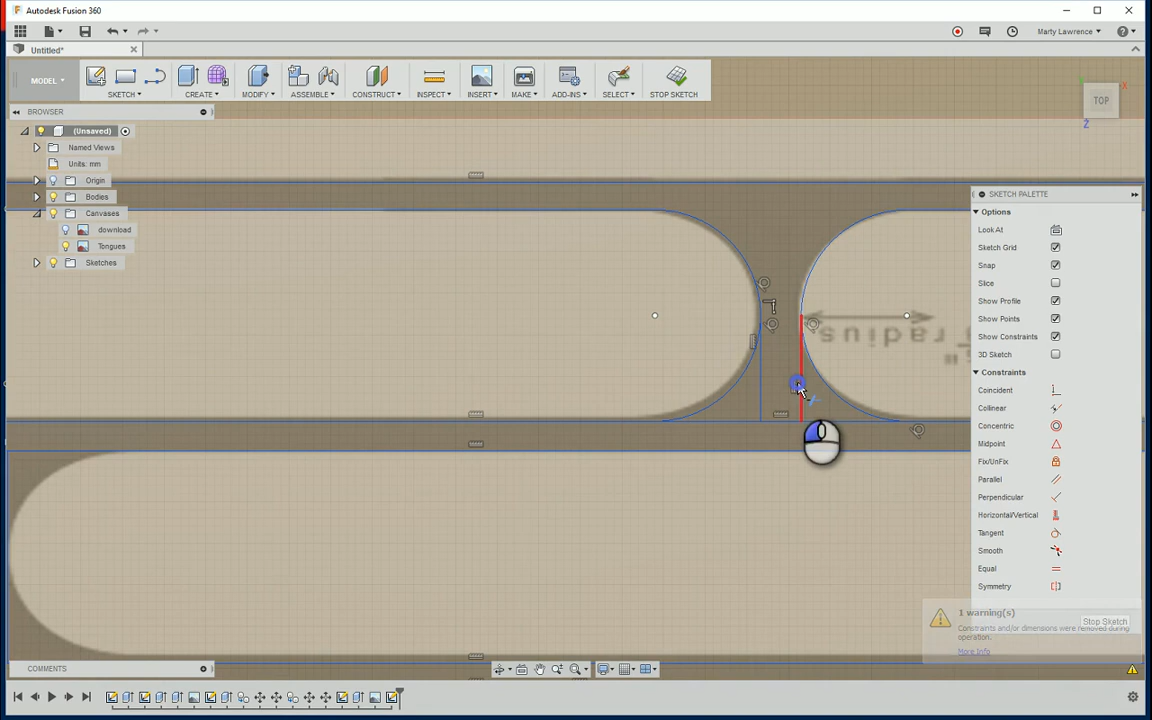 Autodesk Fusion 360
Marty Lawrence
Untitled*
MODEL
SKETCH
CREATE
MODIFY
ASSEMBLE
CONSTRUCT
INSPECT
INSERT
MAKE
ADD-INS
SELECT
STOP SKETCH
TOP
X
Z
BROWSER
(Unsaved)
Named Views
Units: mm
Origin
Bodies
Canvases
download
Tongues
Sketches
SKETCH PALETTE
Options
Look At
Sketch Grid
Snap
Slice
Show Profile
Show Points
Show Constraints
3D Sketch
Constraints
Coincident
Collinear
Concentric
Midpoint
Fix/UnFix
Parallel
Perpendicular
Horizontal/Vertical
Tangent
Smooth
Equal
Symmetry
radius
1 warning(s)
Constraints and/or dimensions were removed during
operation.
More Info
Stop Sketch
COMMENTS